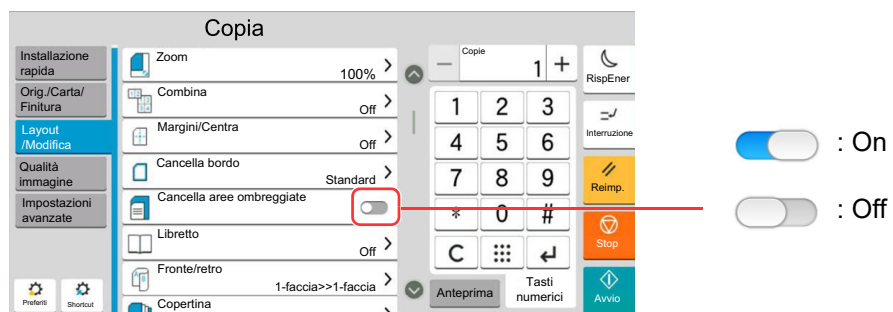 Copia
Installazione
rapida
Orig./Carta/
Finitura
Layout
/Modifica
Qualità
immagine
Impostazioni
avanzate
Preferiti
Shortcut
Zoom
100%
Combina
Off
Margini/Centra
Off
Cancella bordo
Standard
Cancella aree ombreggiate
Libretto
Off
Fronte/retro
1-faccia>>1-faccia
Copertina
Copie
− 1 +
1 2 3
4 5 6
7 8 9
* 0 #
C
Anteprima
Tasti
numerici
RispEner
Interruzione
Reimp.
Stop
Avvio
: On
: Off